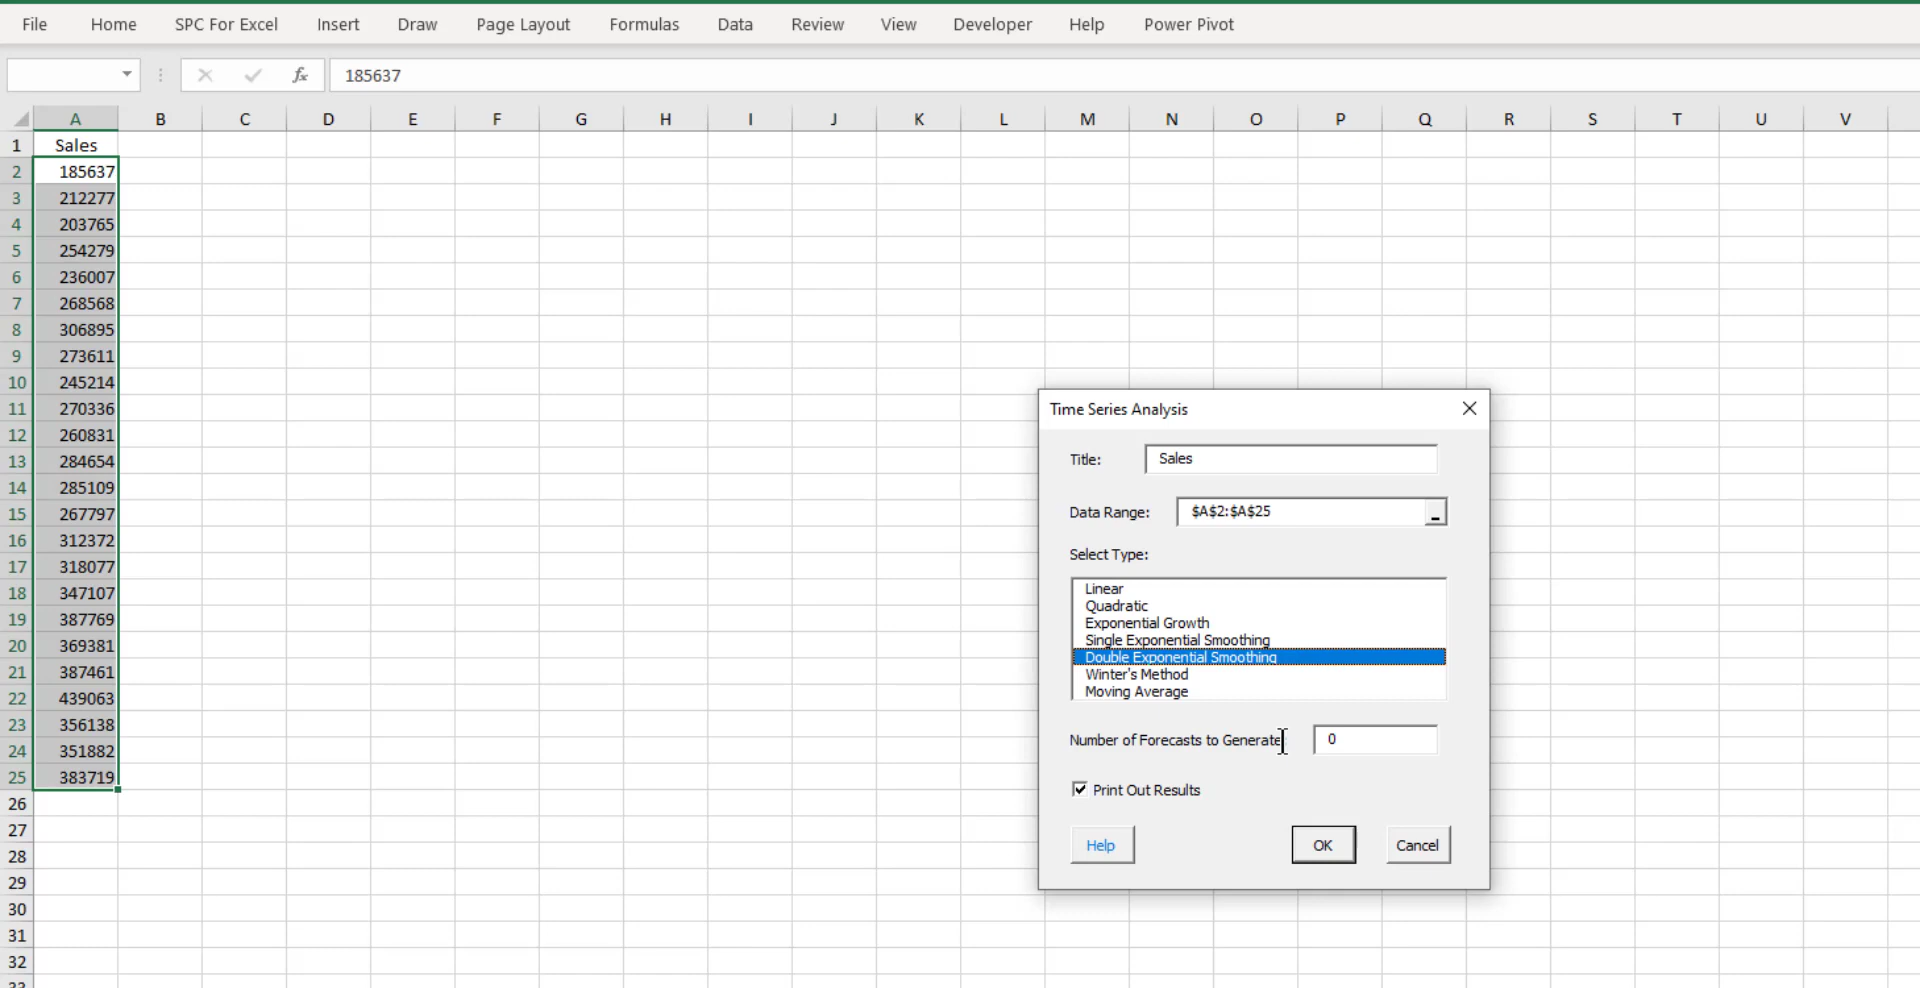 File Home SPC For Excel Insert Draw Page Layout Formulas Data Review View Developer Help Power Pivot
fx 185637
A B C D E F G H I J K L M N O P Q R S T U V
1 Sales
2 185637
3 212277
4 203765
5 254279
6 236007
7 268568
8 306895
9 273611
10 245214
11 270336
12 260831
13 284654
14 285109
15 267797
16 312372
17 318077
18 347107
19 387769
20 369381
21 387461
22 439063
23 356138
24 351882
25 383719
26
27
28
29
30
31
32
33
Time Series Analysis
Title: Sales
Data Range: $A$2:$A$25
Select Type:
Linear
Quadratic
Exponential Growth
Single Exponential Smoothing
Double Exponential Smoothing
Winter's Method
Moving Average
Number of Forecasts to Generate 0
Print Out Results
Help OK Cancel